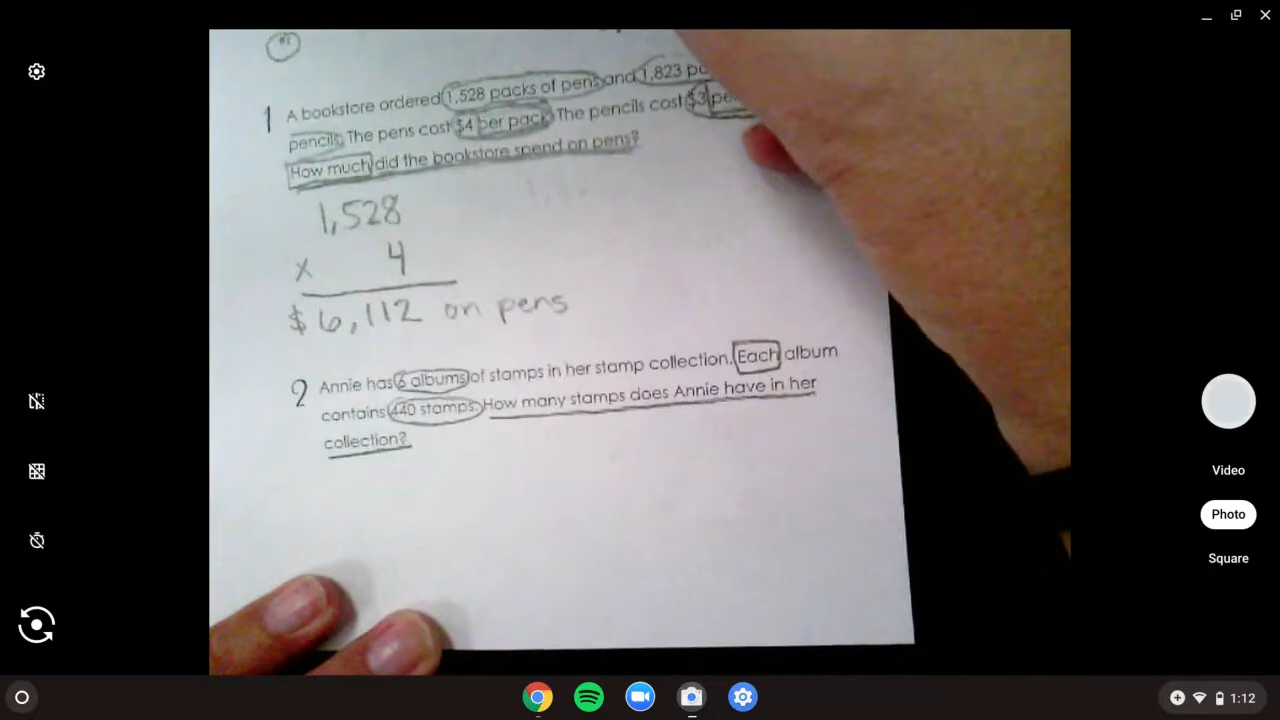 1 A bookstore ordered 1,528 packs of pens and 1,823
pencils. The pens cost $4 per pack. The pencils cost $3
How much did the bookstore spend on pens?
1,528
x 4
$6,112 on pens
2 Annie has 6 albums of stamps in her stamp collection. Each album
contains 440 stamps. How many stamps does Annie have in her
collection?
Video
Photo
Square
1:12